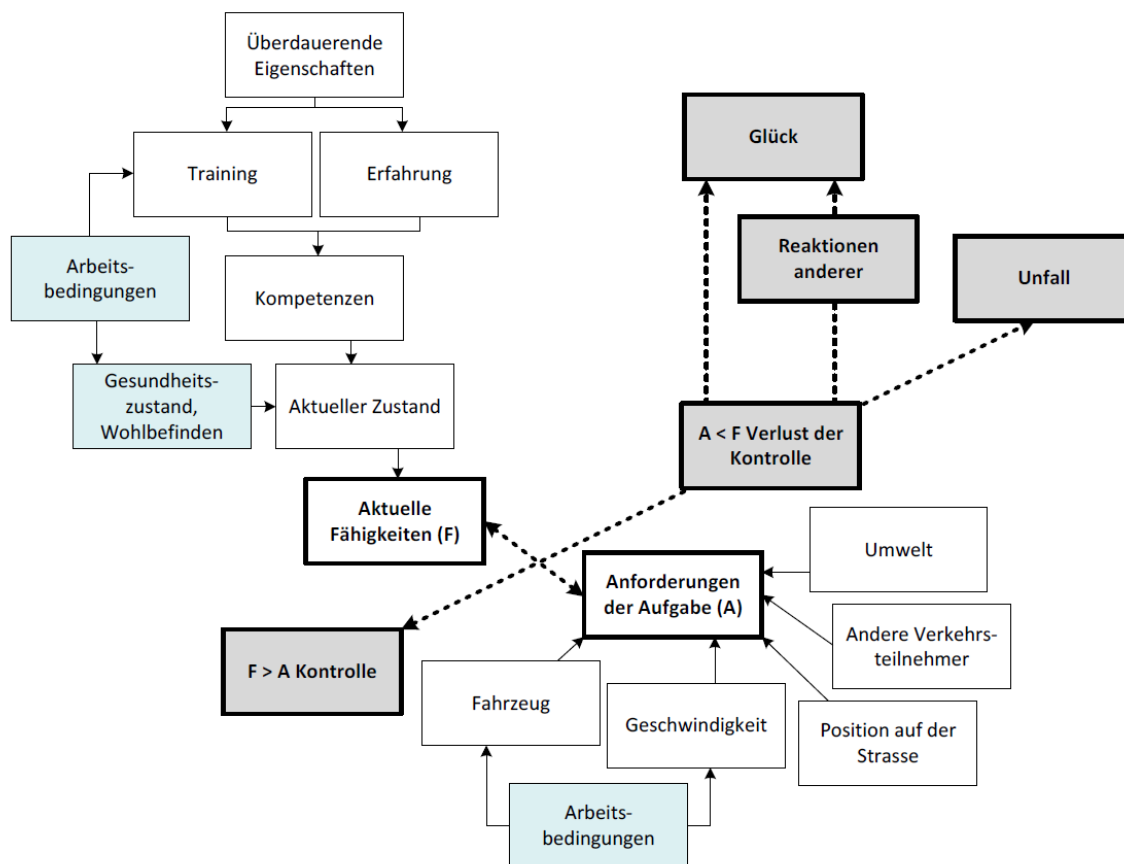 Überdauerende
Eigenschaften
Training
Erfahrung
Arbeits-
bedingungen
Kompetenzen
Gesundheits-
zustand,
Wohlbefinden
Aktueller Zustand
Aktuelle
Fähigkeiten (F)
F > A Kontrolle
Glück
Reaktionen
anderer
Unfall
A < F Verlust der
Kontrolle
Anforderungen
der Aufgabe (A)
Umwelt
Andere Verkehrs-
teilnehmer
Position auf der
Strasse
Fahrzeug
Geschwindigkeit
Arbeits-
bedingungen